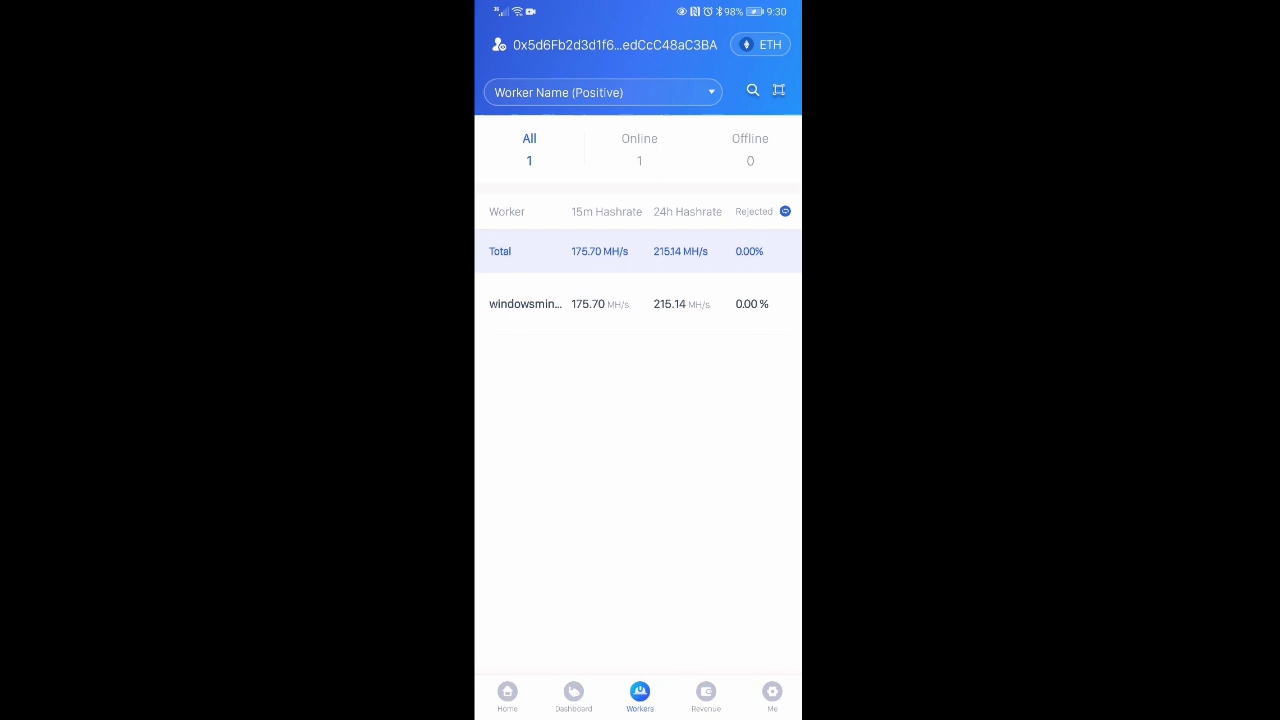 3G 98% 9:30
0x5d6Fb2d3d1f6...edCcC48aC3BA ETH
Worker Name (Positive)
All Online Offline
1 1 0
Worker 15m Hashrate 24h Hashrate Rejected
Total 175.70 MH/s 215.14 MH/s 0.00%
windowsmin... 175.70 MH/s 215.14 MH/s 0.00 %
Home Dashboard Workers Revenue Me